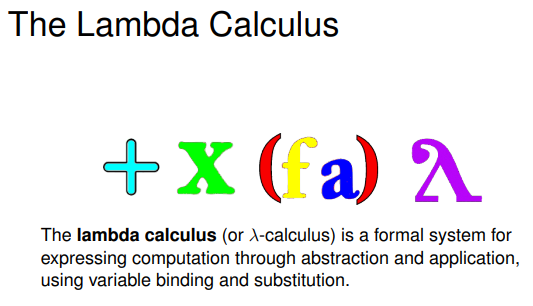 The Lambda Calculus
+ x (f a) λ
The lambda calculus (or λ-calculus) is a formal system for
expressing computation through abstraction and application,
using variable binding and substitution.